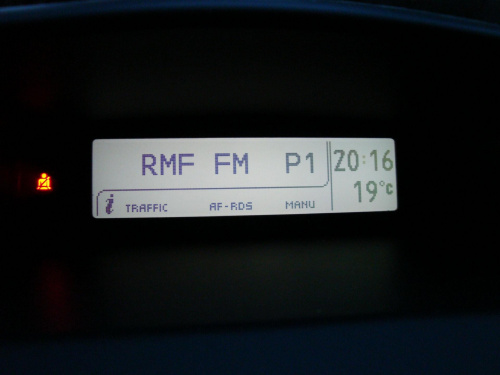 RMF FM P1
20:16
19°C
i TRAFFIC AF-RDS MANU